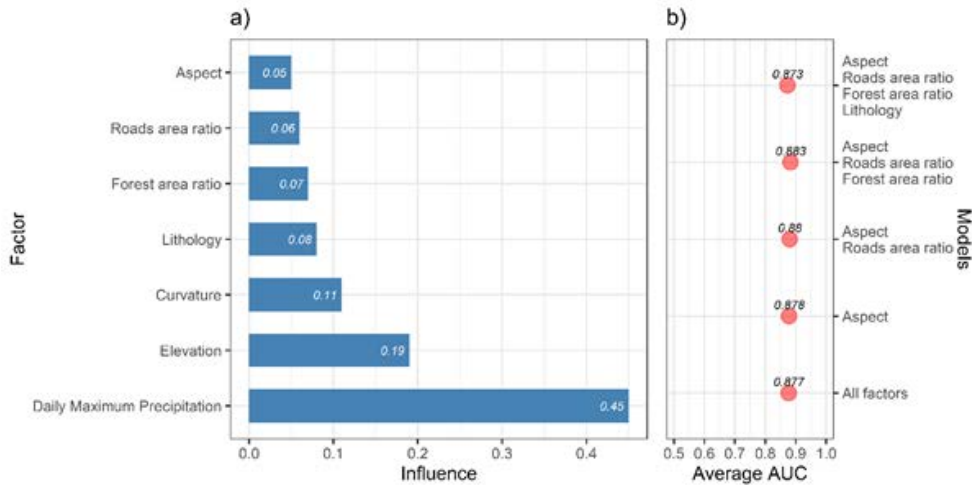 a)
Factor
Aspect
Roads area ratio
Forest area ratio
Lithology
Curvature
Elevation
Daily Maximum Precipitation
0.05
0.06
0.07
0.08
0.11
0.19
0.45
0.0 0.1 0.2 0.3 0.4
Influence
b)
0.873
0.883
0.88
0.878
0.877
Aspect
Roads area ratio
Forest area ratio
Lithology
Aspect
Roads area ratio
Forest area ratio
Aspect
Roads area ratio
Aspect
All factors
Models
0.5 0.6 0.7 0.8 0.9 1.0
Average AUC